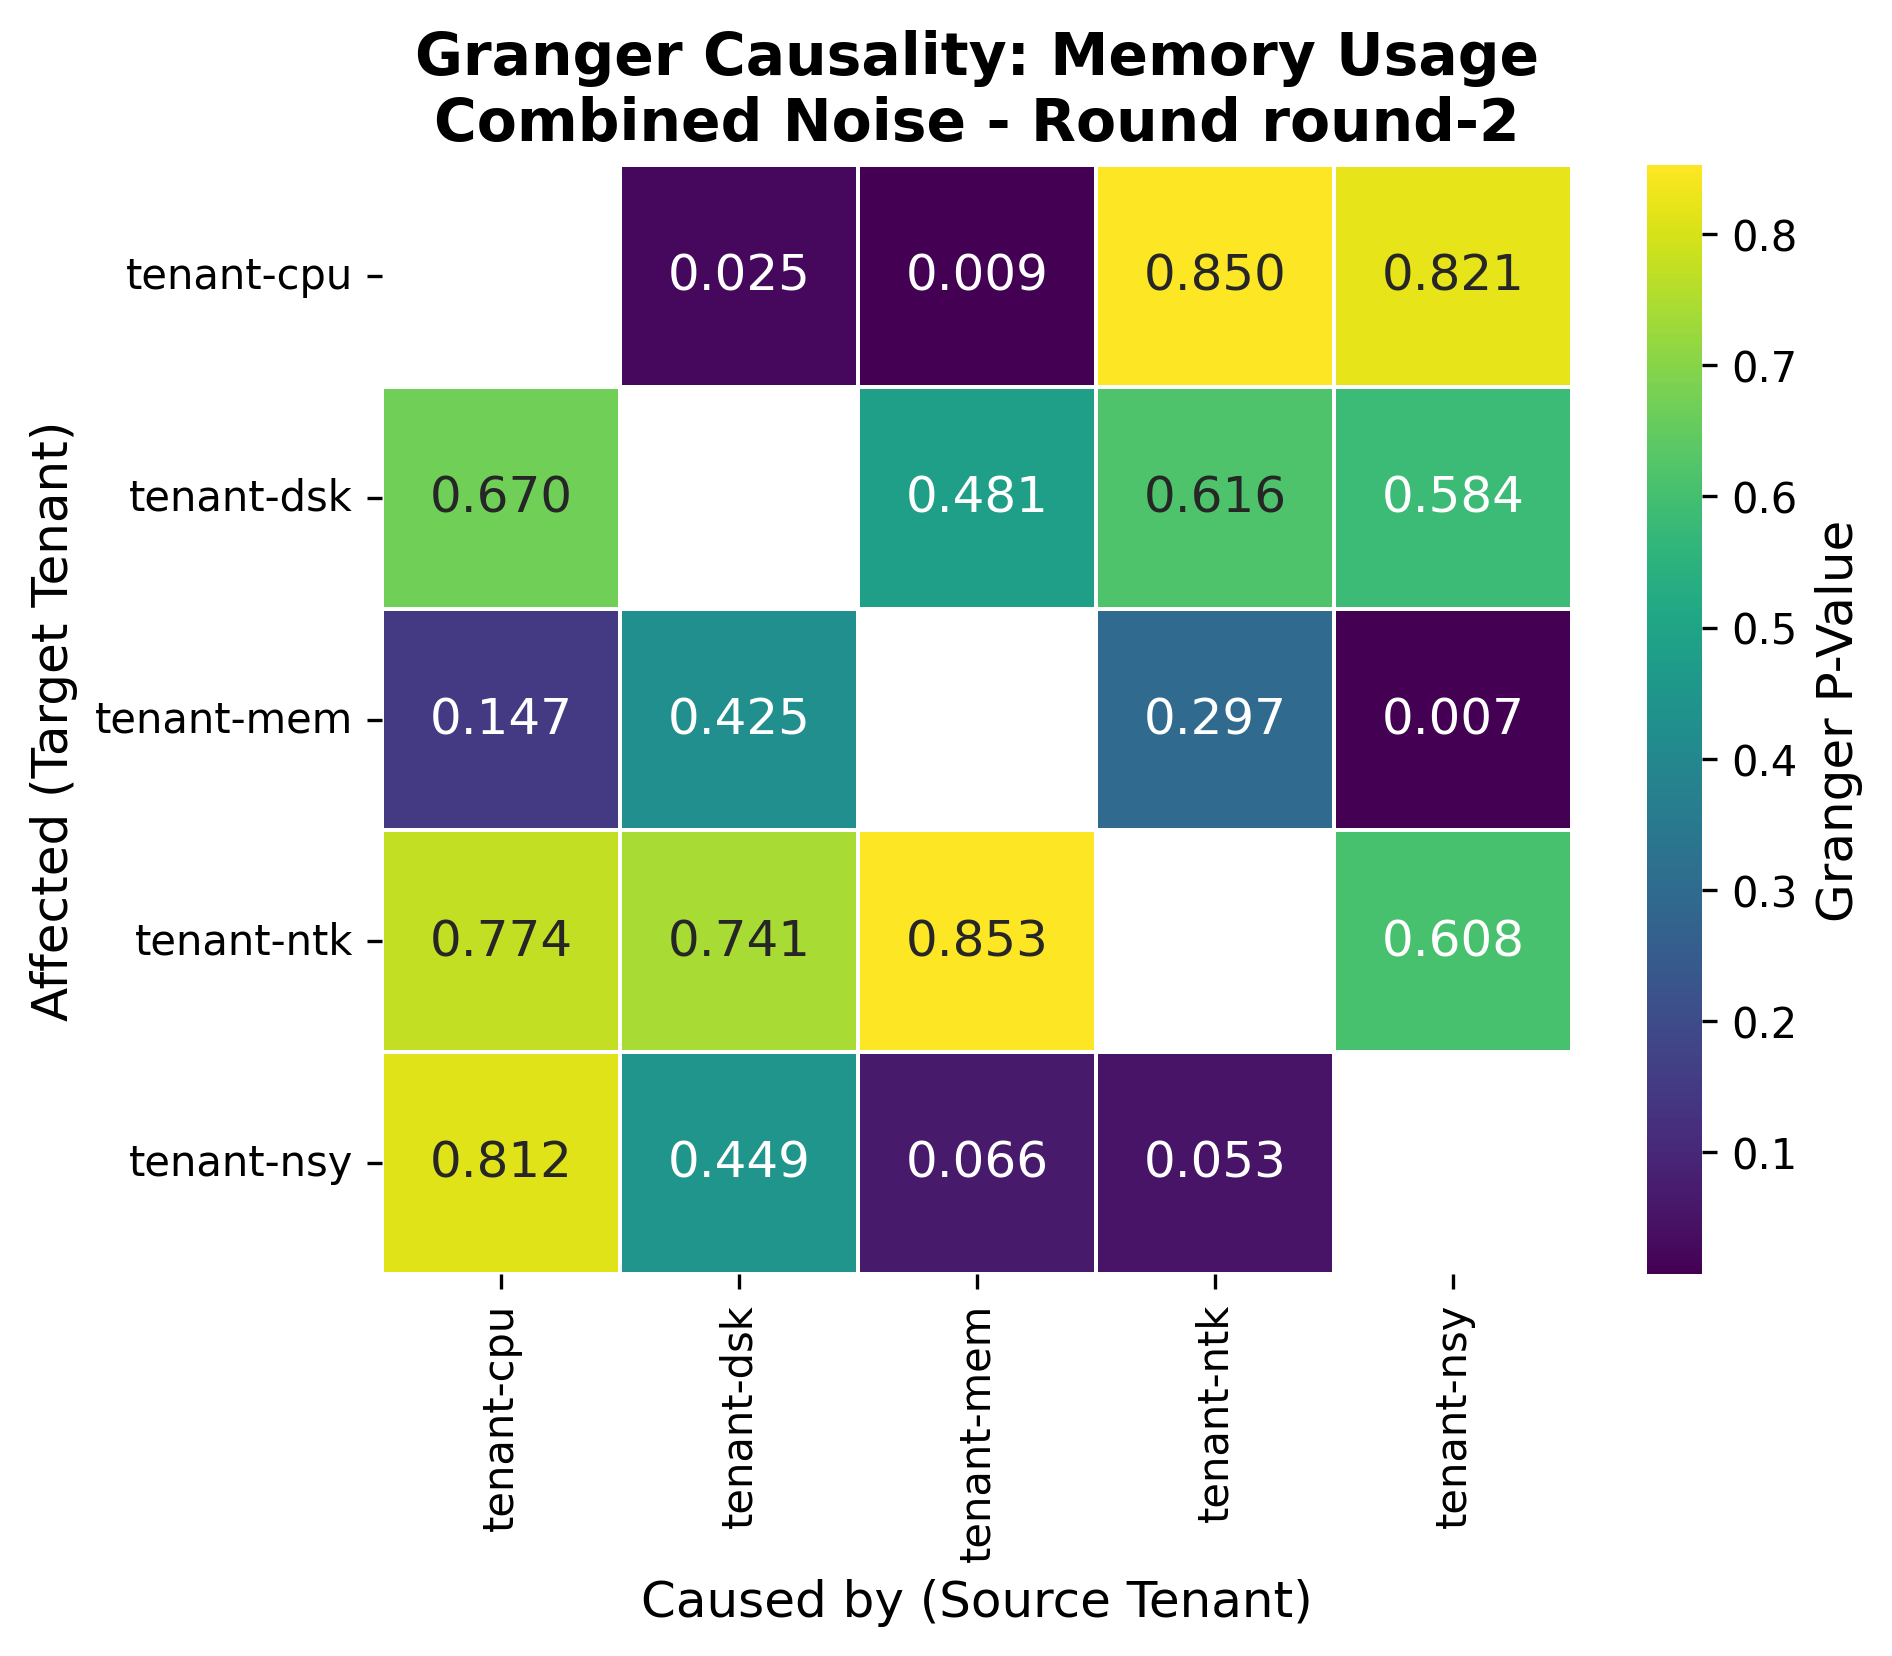 Granger Causality: Memory Usage
Combined Noise - Round round-2
Affected (Target Tenant)
tenant-cpu
0.025 0.009 0.850 0.821
tenant-dsk
0.670 0.481 0.616 0.584
tenant-mem
0.147 0.425 0.297 0.007
tenant-ntk
0.774 0.741 0.853 0.608
tenant-nsy
0.812 0.449 0.066 0.053
tenant-cpu
tenant-dsk
tenant-mem
tenant-ntk
tenant-nsy
Caused by (Source Tenant)
0.8
0.7
0.6
0.5
0.4
0.3
0.2
0.1
Granger P-Value